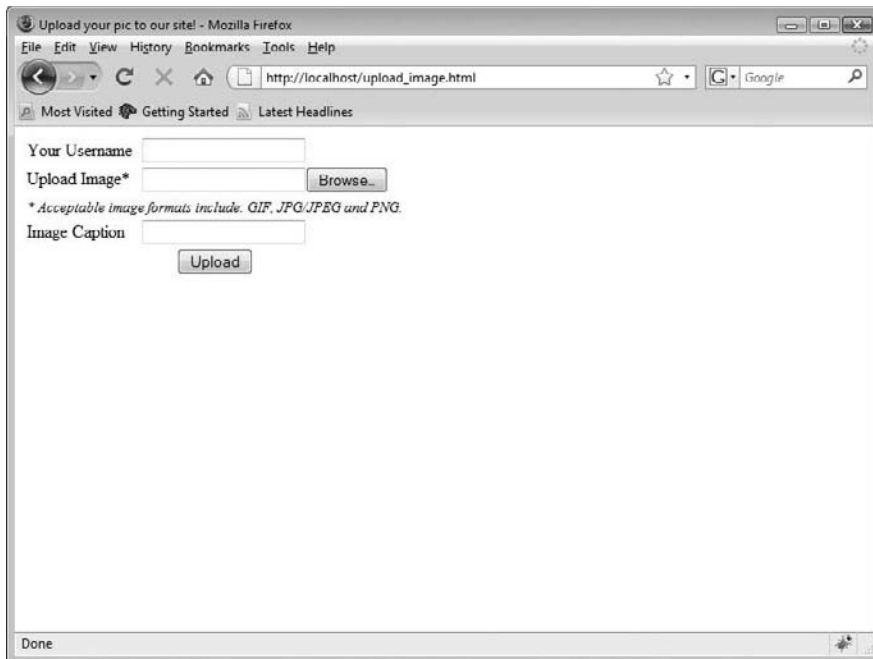 Upload your pic to our site! - Mozilla Firefox
File Edit View History Bookmarks Tools Help
http://localhost/upload_image.html
G Google
Most Visited Getting Started Latest Headlines
Your Username
Upload Image* Browse...
* Acceptable image formats include. GIF, JPG/JPEG and PNG.
Image Caption
Upload
Done